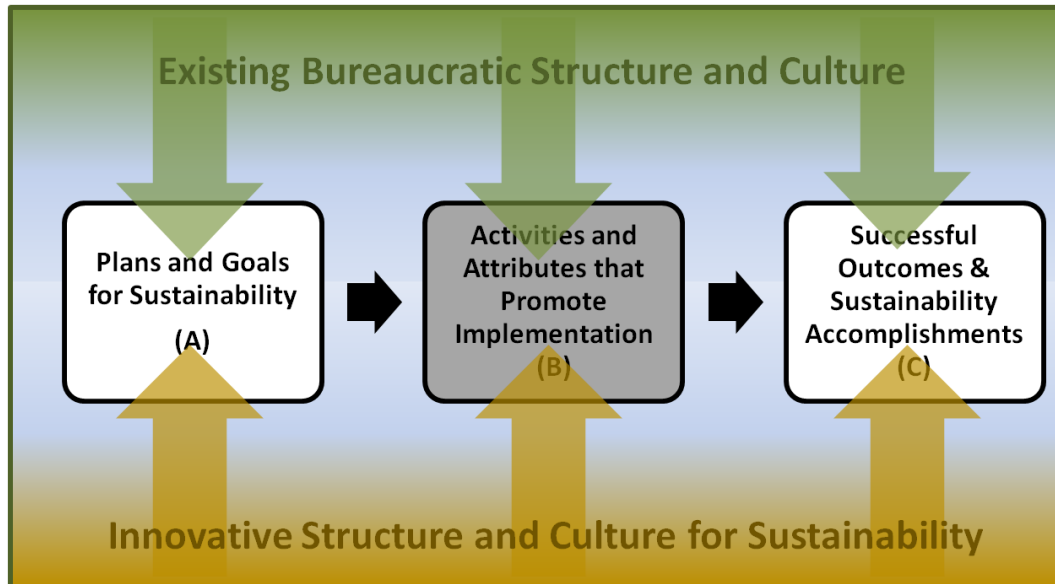 Existing Bureaucratic Structure and Culture
Plans and Goals
for Sustainability
(A)
Activities and
Attributes that
Promote
Implementation
(B)
Successful
Outcomes &
Sustainability
Accomplishments
(C)
Innovative Structure and Culture for Sustainability